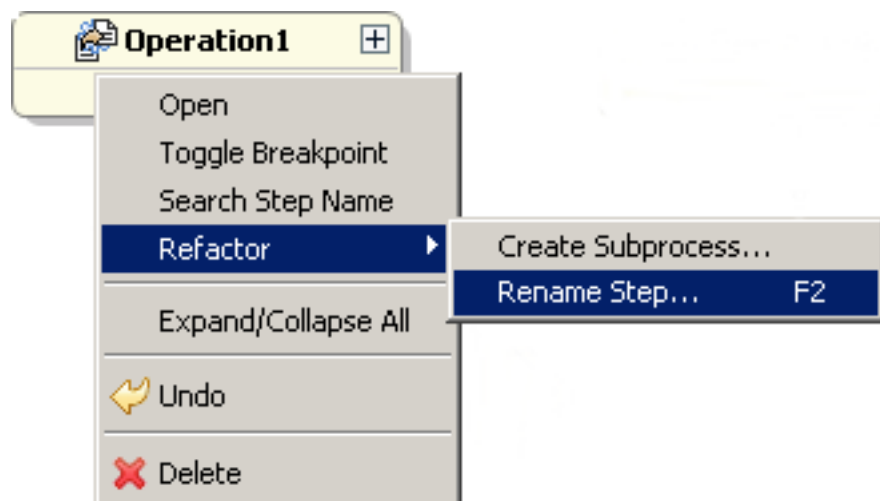 Operation1
Open
Toggle Breakpoint
Search Step Name
Refactor
Create Subprocess...
Rename Step... F2
Expand/Collapse All
Undo
Delete